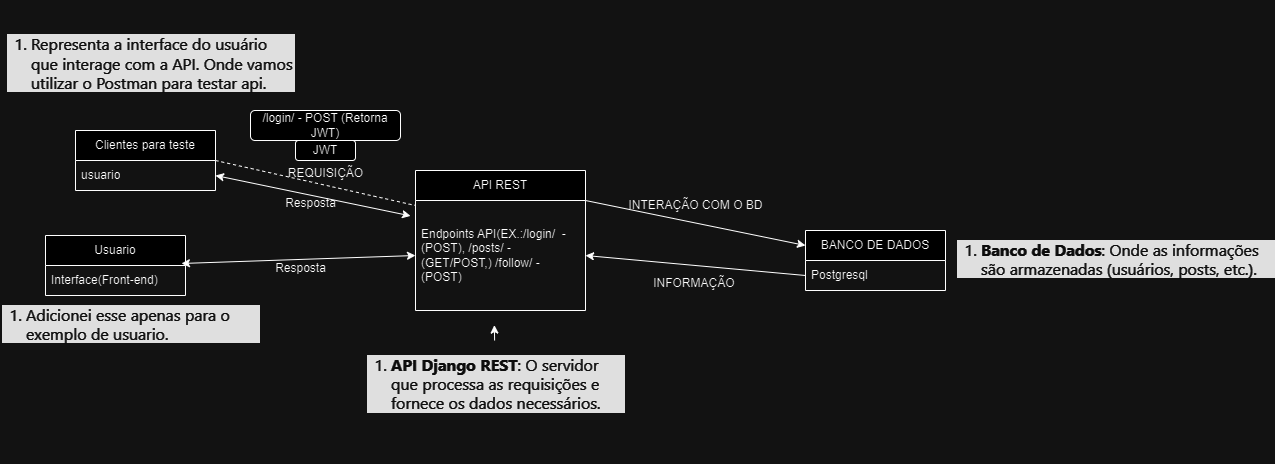 1. Representa a interface do usuário
que interage com a API. Onde vamos
utilizar o Postman para testar api.
/login/ - POST (Retorna
JWT)
JWT
Clientes para teste
usuario
REQUISIÇÃO
Resposta
API REST
Endpoints API(EX.:/login/ -
(POST), /posts/ -
(GET/POST,) /follow/ -
(POST)
INTERAÇÃO COM O BD
INFORMAÇÃO
BANCO DE DADOS
Postgresql
1. Banco de Dados: Onde as informações
são armazenadas (usuários, posts, etc.).
Usuario
Interface(Front-end)
Resposta
1. Adicionei esse apenas para o
exemplo de usuario.
1. API Django REST: O servidor
que processa as requisições e
fornece os dados necessários.